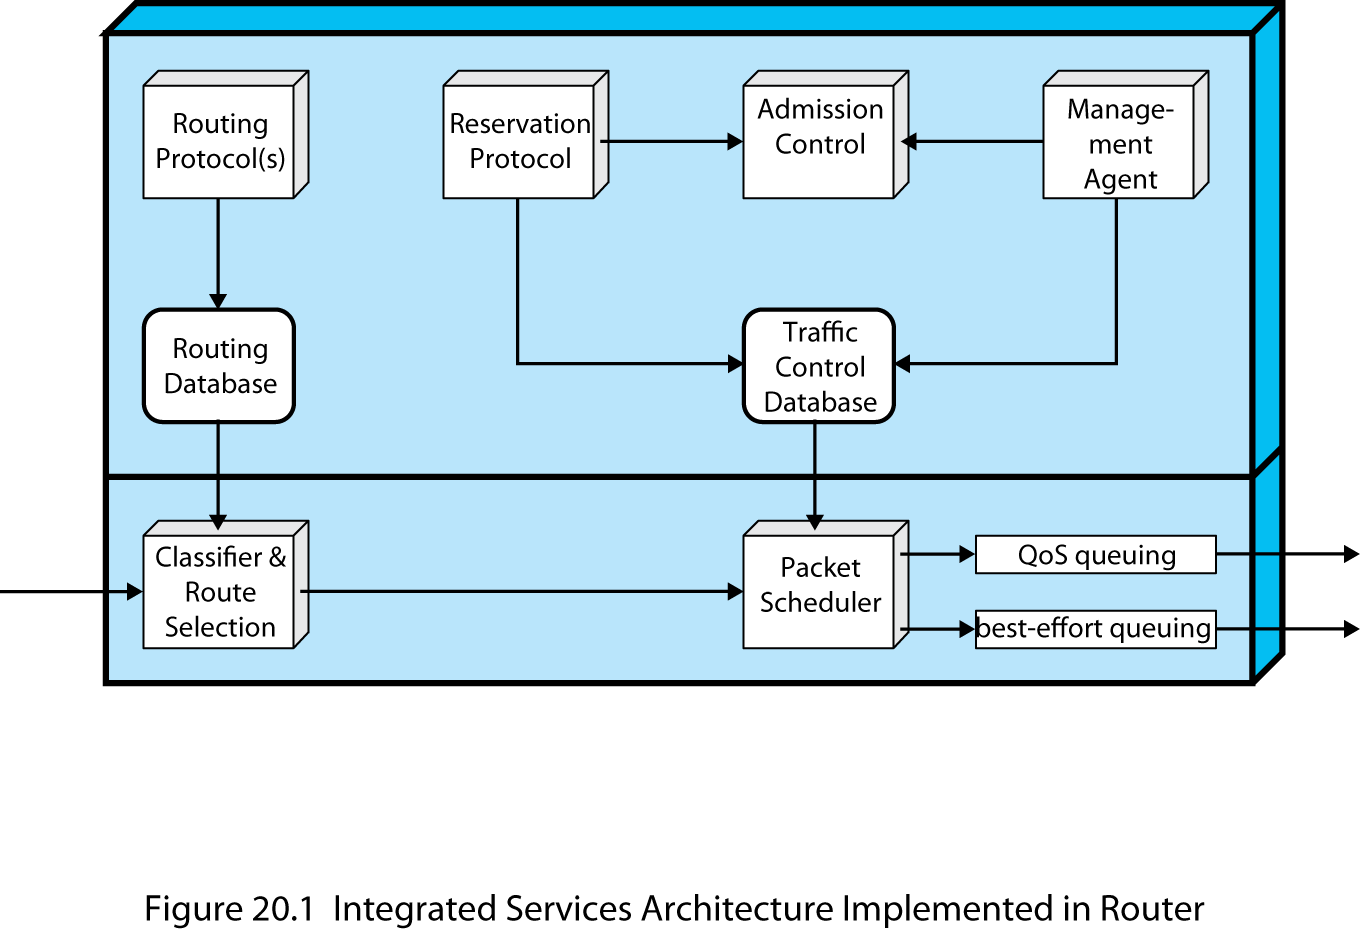 Routing
Protocol(s)
Reservation
Protocol
Admission
Control
Manage-
ment
Agent
Routing
Database
Traffic
Control
Database
Classifier &
Route
Selection
Packet
Scheduler
QoS queuing
best-effort queuing
Figure 20.1 Integrated Services Architecture Implemented in Router